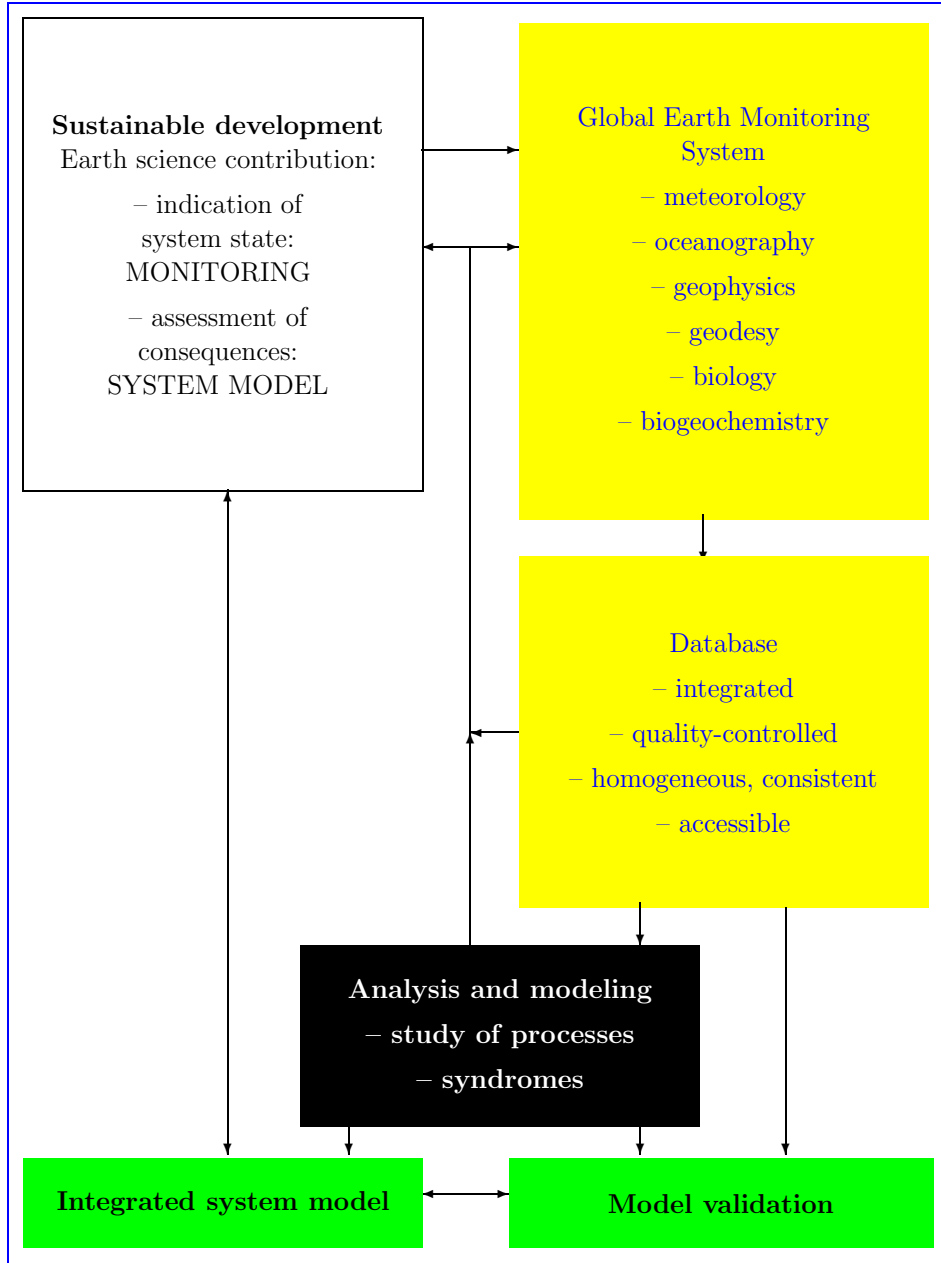 Sustainable development
Earth science contribution:
– indication of
system state:
MONITORING
– assessment of
consequences:
SYSTEM MODEL
Global Earth Monitoring
System
– meteorology
– oceanography
– geophysics
– geodesy
– biology
– biogeochemistry
Database
– integrated
– quality-controlled
– homogeneous, consistent
– accessible
Analysis and modeling
– study of processes
– syndromes
Integrated system model
Model validation